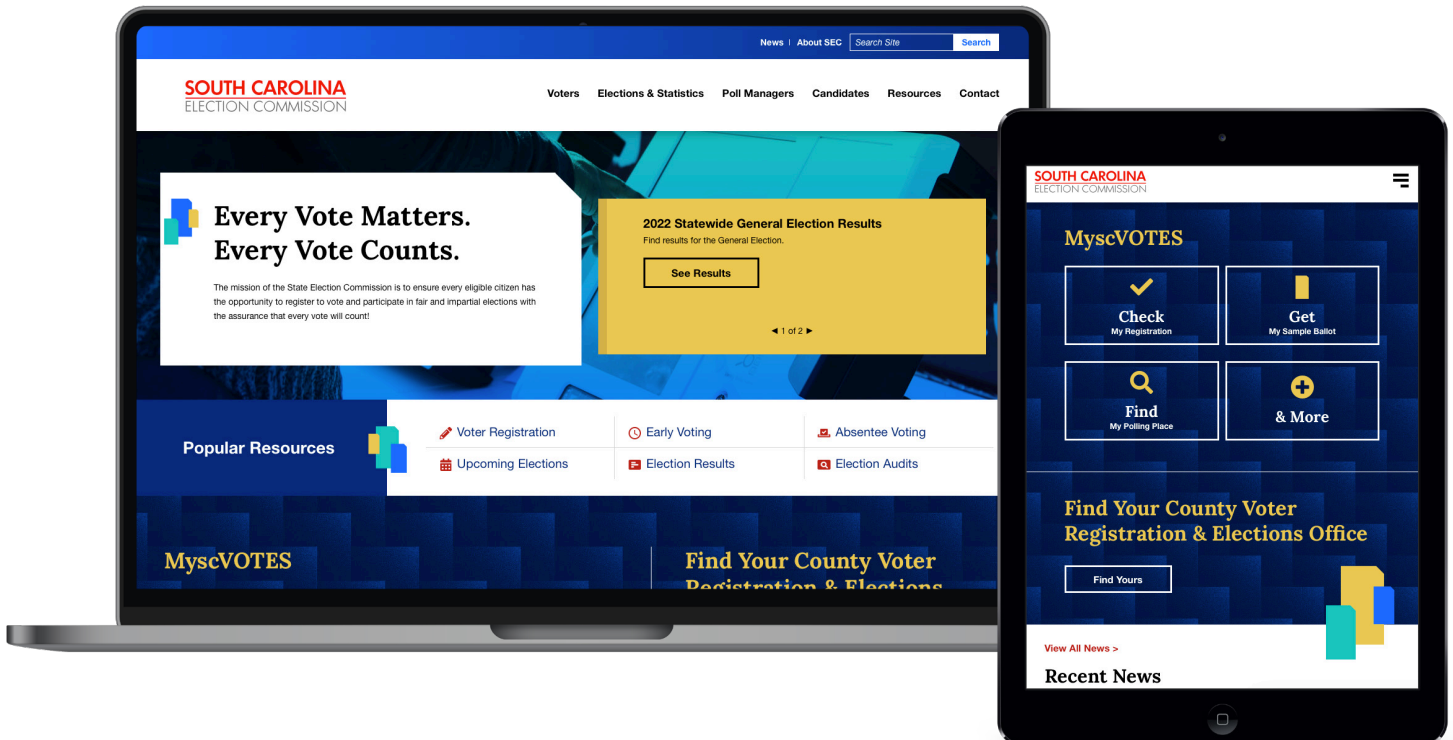 News | About SEC Search Site Search
SOUTH CAROLINA
ELECTION COMMISSION
Voters Elections & Statistics Poll Managers Candidates Resources Contact
Every Vote Matters.
Every Vote Counts.
The mission of the State Election Commission is to ensure every eligible citizen has
the opportunity to register to vote and participate in fair and impartial elections with
the assurance that every vote will count!
2022 Statewide General Election Results
Find results for the General Election.
See Results
◄ 1 of 2 ►
Popular Resources
Voter Registration Early Voting Absentee Voting
Upcoming Elections Election Results Election Audits
MyscVOTES
Find Your County Voter
Registration & Elections
SOUTH CAROLINA
ELECTION COMMISSION
MyscVOTES
Check
My Registration
Get
My Sample Ballot
Find
My Polling Place
& More
Find Your County Voter
Registration & Elections Office
Find Yours
View All News >
Recent News